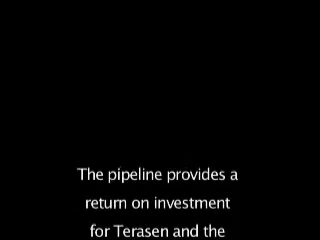 The pipeline provides a
return on investment
for Terasen and the